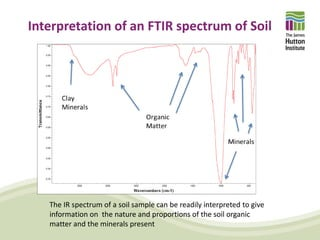 Interpretation of an FTIR spectrum of Soil
The James
Hutton
Institute
Clay
Minerals
Organic
Matter
Minerals
Transmittance
Wavenumbers (cm-1)
The IR spectrum of a soil sample can be readily interpreted to give
information on the nature and proportions of the soil organic
matter and the minerals present